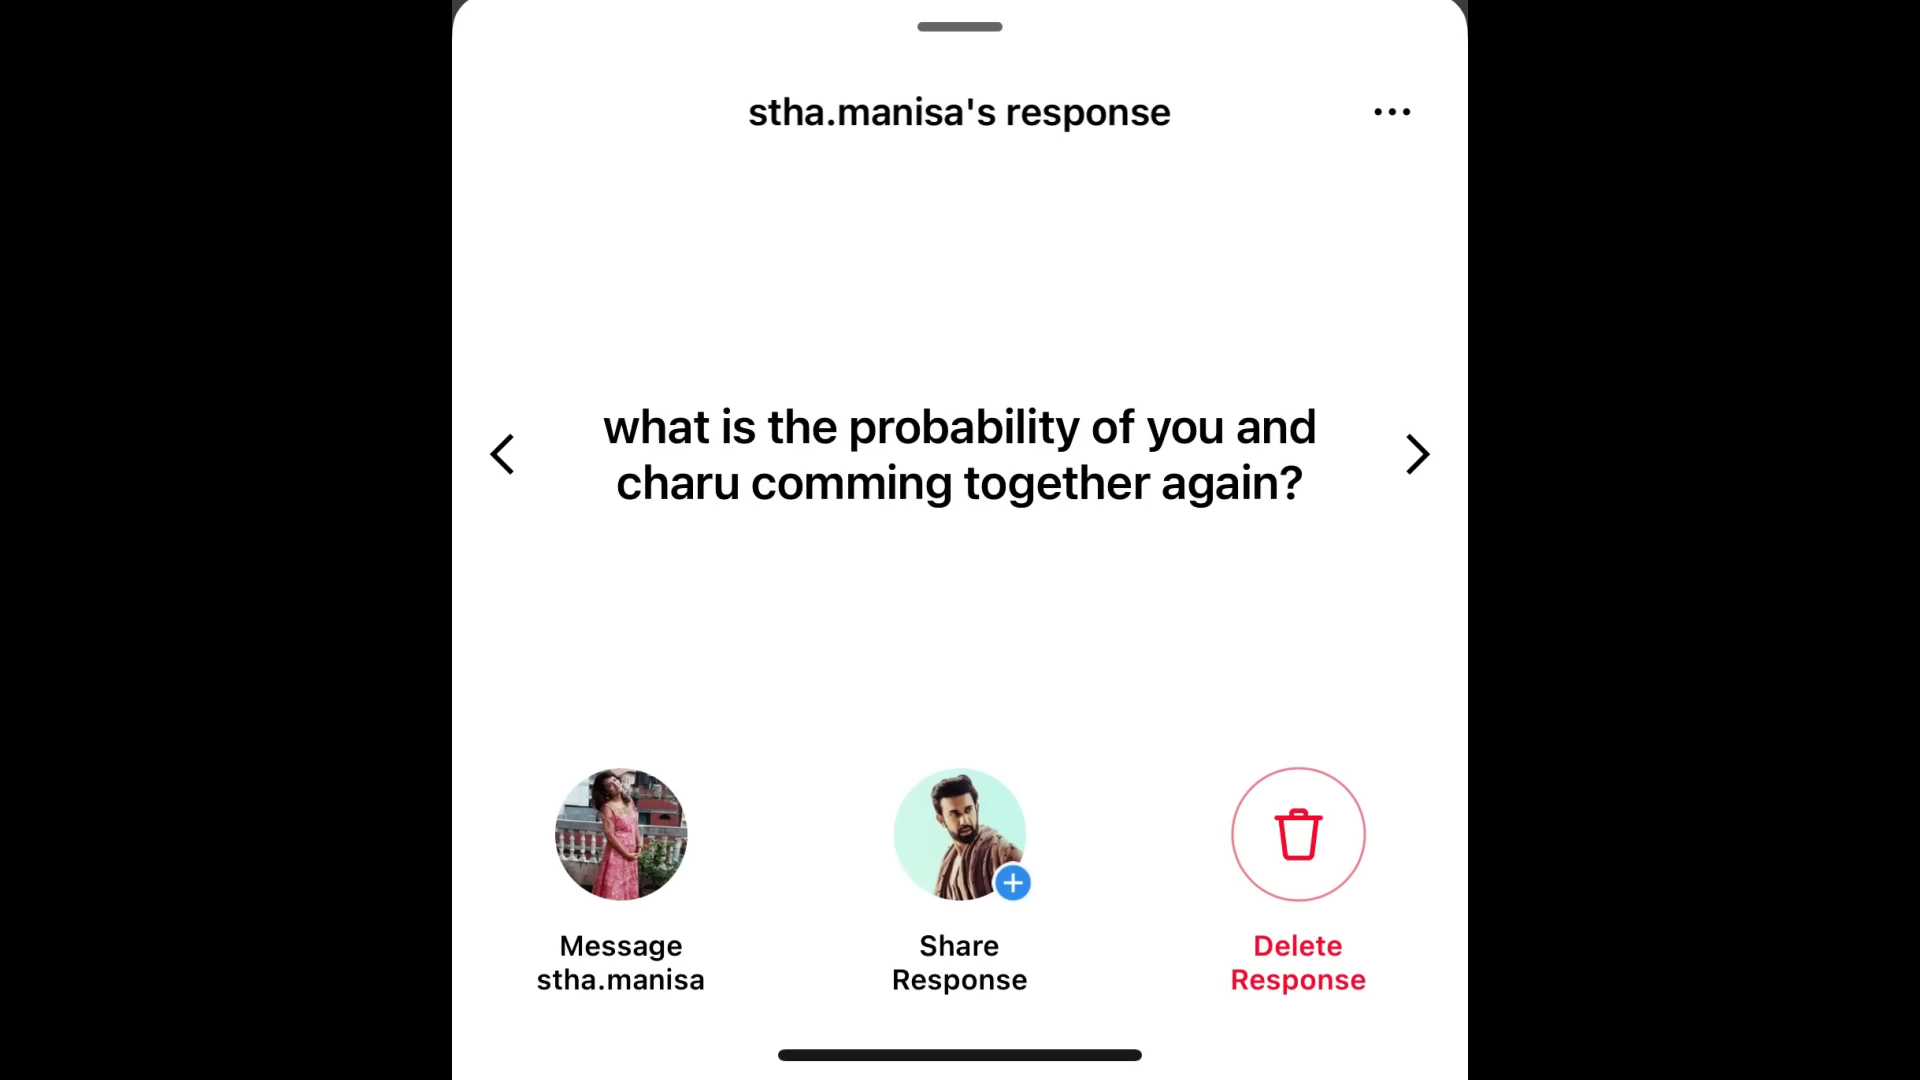 stha.manisa's response
what is the probability of you and
charu comming together again?
Message
stha.manisa
Share
Response
Delete
Response